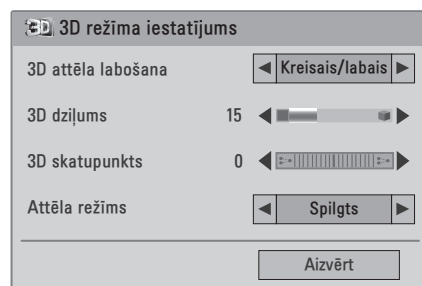 3D 3D režīma iestatījums
3D attēla labošana ◀ Kreisais/labais ▶
3D dziļums 15
3D skatupunkts 0
Attēla režīms ◀ Spilgts ▶
Aizvērt